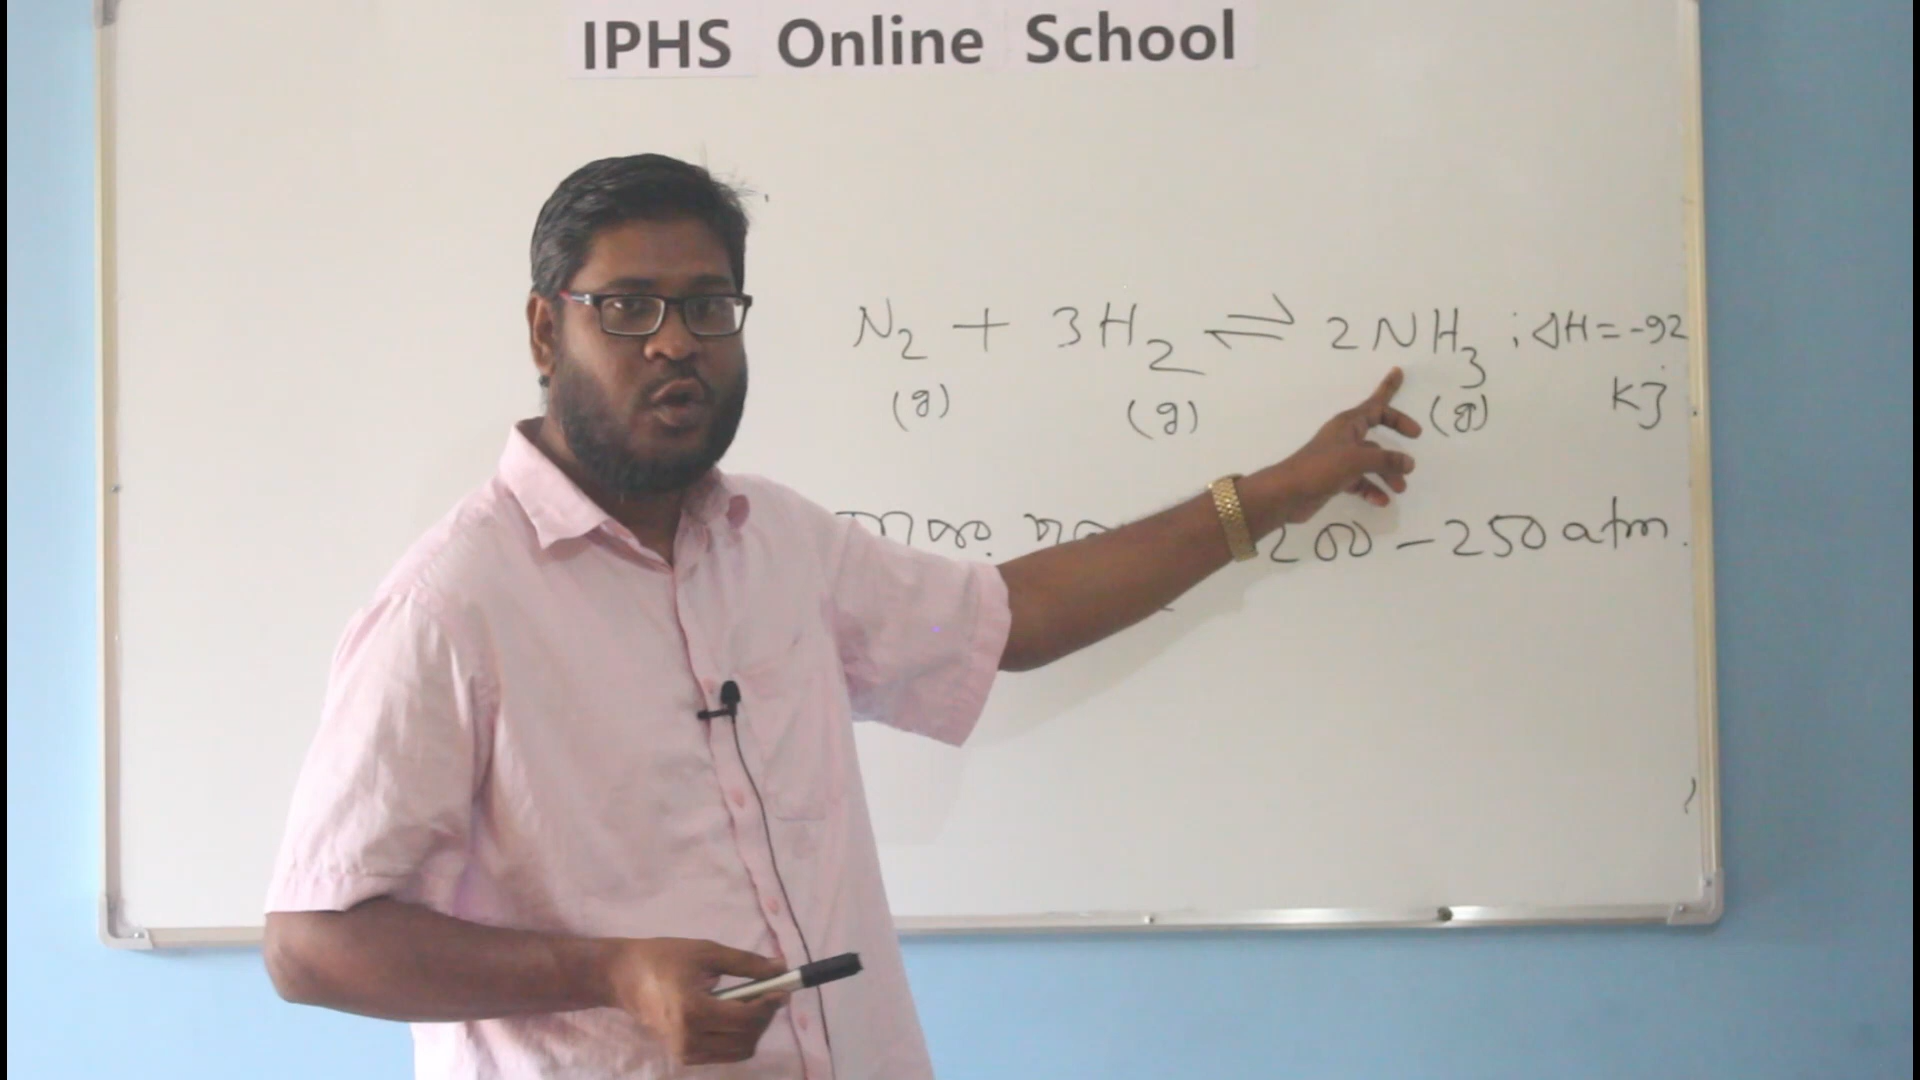 IPHS Online School
N₂ + 3H₂ ⇌ 2NH₃ ; ΔH = -92
(g) (g) (g) KJ
200 - 250 atm.